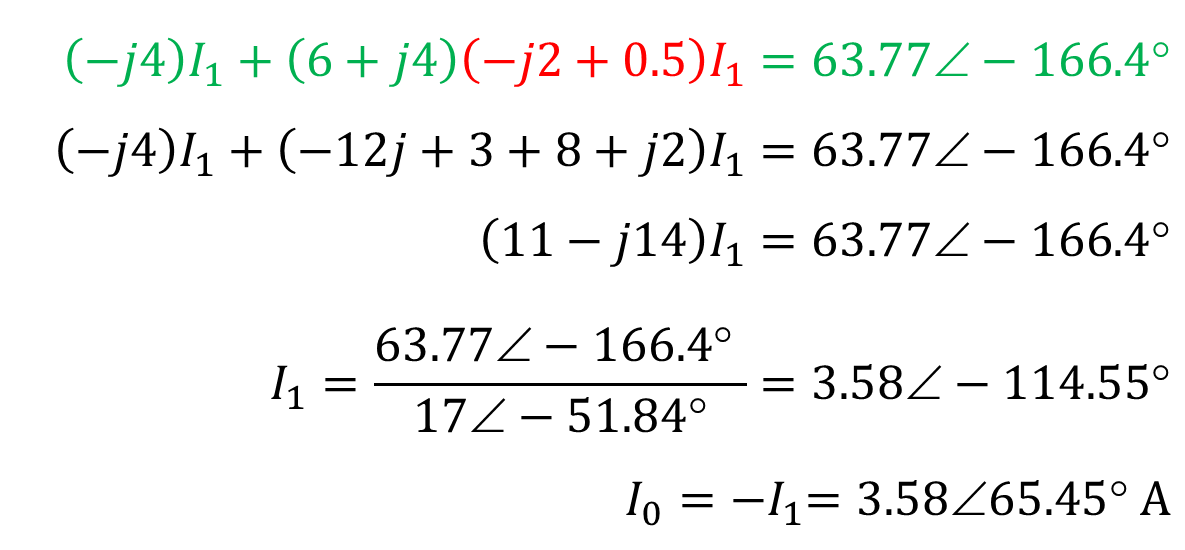 (−j4)I₁ + (6 + j4)(−j2 + 0.5)I₁ = 63.77∠ − 166.4°
(−j4)I₁ + (−12j + 3 + 8 + j2)I₁ = 63.77∠ − 166.4°
(11 − j14)I₁ = 63.77∠ − 166.4°
I₁ = 63.77∠ − 166.4° / 17∠ − 51.84° = 3.58∠ − 114.55°
I₀ = −I₁= 3.58∠65.45° A